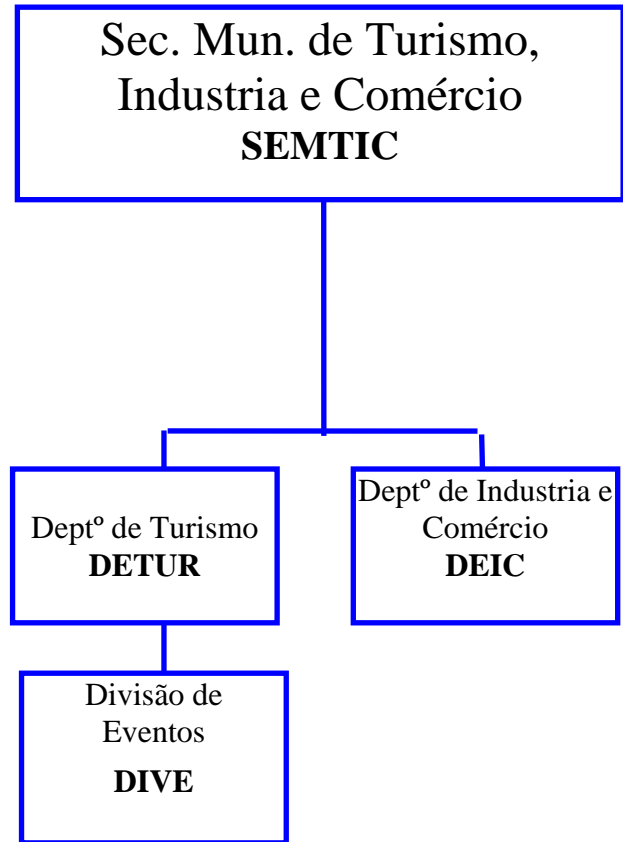 Sec. Mun. de Turismo,
Industria e Comércio
SEMTIC
Deptº de Turismo
DETUR
Deptº de Industria e
Comércio
DEIC
Divisão de
Eventos
DIVE